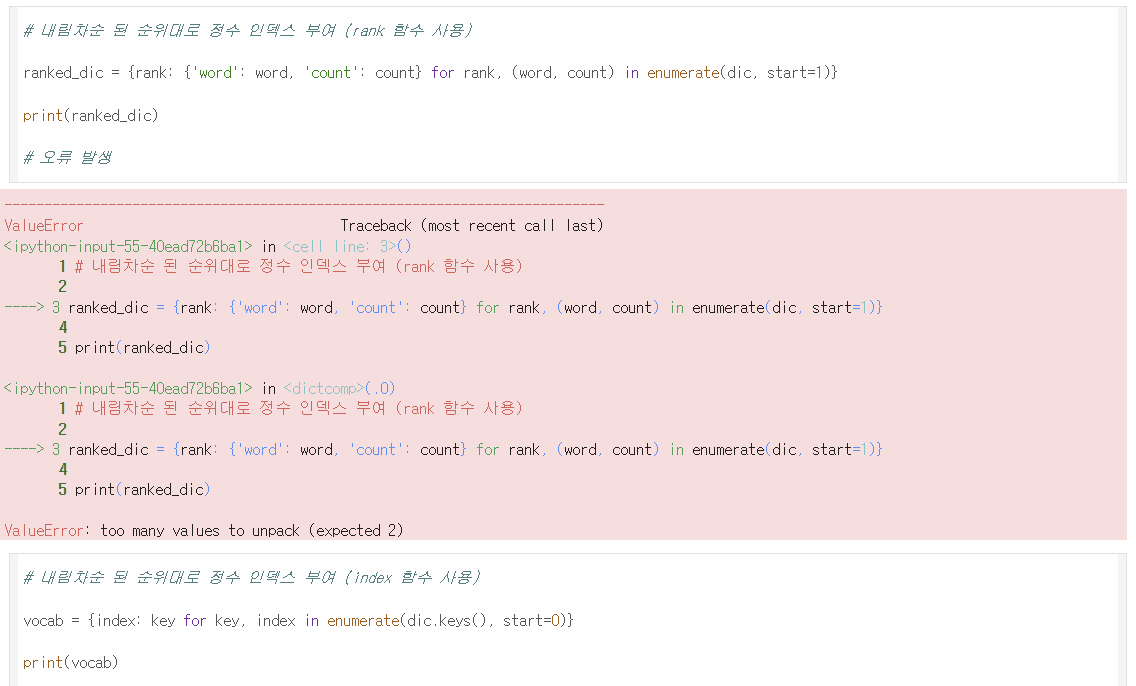 # 내림차순 된 순위대로 정수 인덱스 부여 (rank 함수 사용)
ranked_dic = {rank: {'word': word, 'count': count} for rank, (word, count) in enumerate(dic, start=1)}
print(ranked_dic)
# 오류 발생
---------------------------------------------------------------------------
ValueError                                Traceback (most recent call last)
<ipython-input-55-40ead72b6ba1> in <cell line: 3>()
      1 # 내림차순 된 순위대로 정수 인덱스 부여 (rank 함수 사용)
      2
----> 3 ranked_dic = {rank: {'word': word, 'count': count} for rank, (word, count) in enumerate(dic, start=1)}
      4
      5 print(ranked_dic)
<ipython-input-55-40ead72b6ba1> in <dictcomp>(.0)
      1 # 내림차순 된 순위대로 정수 인덱스 부여 (rank 함수 사용)
      2
----> 3 ranked_dic = {rank: {'word': word, 'count': count} for rank, (word, count) in enumerate(dic, start=1)}
      4
      5 print(ranked_dic)
ValueError: too many values to unpack (expected 2)
# 내림차순 된 순위대로 정수 인덱스 부여 (index 함수 사용)
vocab = {index: key for key, index in enumerate(dic.keys(), start=0)}
print(vocab)